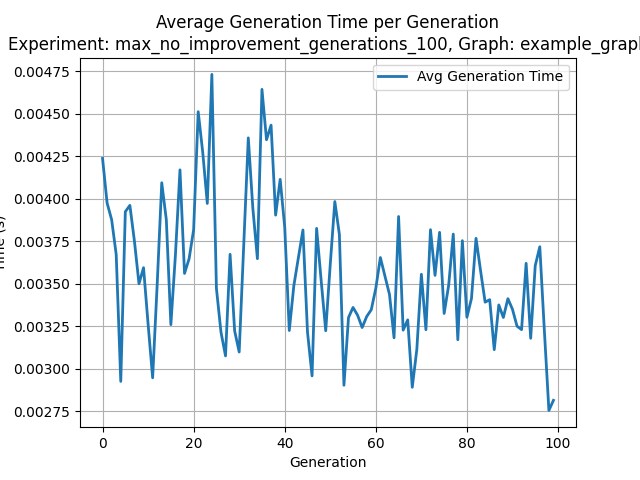 Average Generation Time per Generation
Experiment: max_no_improvement_generations_100, Graph: example_graph
Avg Generation Time
0.00475
0.00450
0.00425
0.00400
0.00375
0.00350
0.00325
0.00300
0.00275
Time (s)
0 20 40 60 80 100
Generation